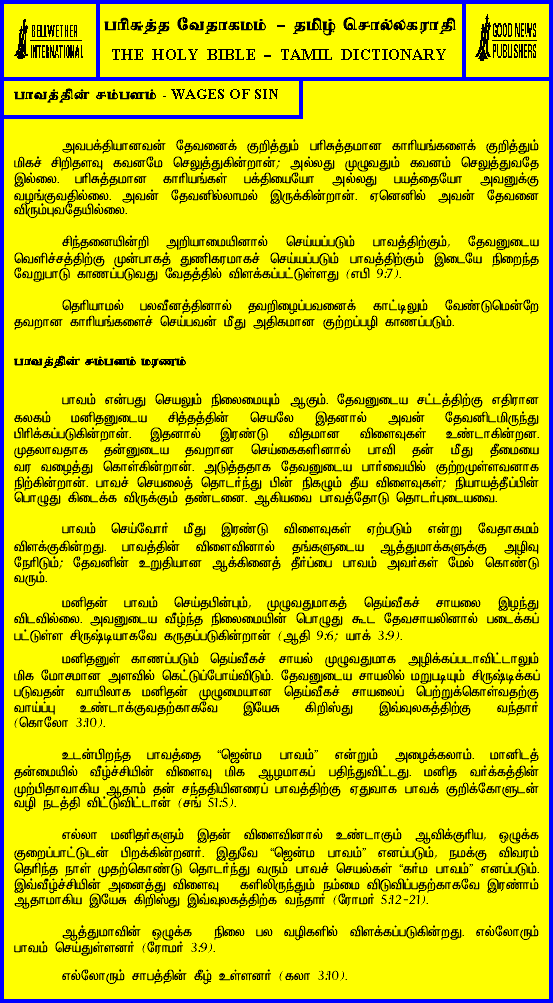 BELLWETHER
INTERNATIONAL
பரிசுத்த வேதாகமம் – தமிழ் சொல்லகராதி
THE HOLY BIBLE – TAMIL DICTIONARY
GOOD NEWS
PUBLISHERS
பாவத்தின் சம்பளம் - WAGES OF SIN
அவபக்தியானவன் தேவனைக் குறித்தும் பரிசுத்தமான காரியங்களைக் குறித்தும்
மிகச் சிறிதளவு கவனமே செலுத்துகின்றான்; அல்லது முழுவதும் கவனம் செலுத்துவதே
இல்லை. பரிசுத்தமான காரியங்கள் பக்தியையோ அல்லது பயத்தையோ அவனுக்கு
வழங்குவதில்லை. அவன் தேவனில்லாமல் இருக்கின்றான். ஏனெனில் அவன் தேவனை
விரும்புவதேயில்லை.
சிந்தனையின்றி அறியாமையினால் செய்யப்படும் பாவத்திற்கும், தேவனுடைய
வெளிச்சத்திற்கு முன்பாகத் துணிகரமாகச் செய்யப்படும் பாவத்திற்கும் இடையே நிறைந்த
வேறுபாடு காணப்படுவது வேதத்தில் விளக்கப்பட்டுள்ளது (எபி 9:7).
தெரியாமல் பலவீனத்தினால் தவறிழைப்பவனைக் காட்டிலும் வேண்டுமென்றே
தவறான காரியங்களைச் செய்பவன் மீது அதிகமான குற்றப்பழி காணப்படும்.
பாவத்தின் சம்பளம் மரணம்
பாவம் என்பது செயலும் நிலைமையும் ஆகும். தேவனுடைய சட்டத்திற்கு எதிரான
கலகம் மனிதனுடைய சித்தத்தின் செயலே இதனால் அவன் தேவனிடமிருந்து
பிரிக்கப்படுகின்றான். இதனால் இரண்டு விதமான விளைவுகள் உண்டாகின்றன.
முதலாவதாக தன்னுடைய தவறான செய்கைகளினால் பாவி தன் மீது தீமையை
வர வழைத்து கொள்கின்றான். அடுத்ததாக தேவனுடைய பார்வையில் குற்றமுள்ளவனாக
நிற்கின்றான். பாவச் செயலைத் தொடர்ந்து பின் நிகழும் தீய விளைவுகள்; நியாயத்தீப்பின்
பொழுது கிடைக்க விருக்கும் தண்டனை. ஆகியவை பாவத்தோடு தொடர்புடையவை.
பாவம் செய்வோர் மீது இரண்டு விளைவுகள் ஏற்படும் என்று வேதாகமம்
விளக்குகின்றது. பாவத்தின் விளைவினால் தங்களுடைய ஆத்துமாக்களுக்கு அழிவு
நேரிடும்; தேவனின் உறுதியான ஆக்கினைத் தீர்ப்பை பாவம் அவர்கள் மேல் கொண்டு
வரும்.
மனிதன் பாவம் செய்தபின்பும், முழுவதுமாகத் தெய்வீகச் சாயலை இழந்து
விடவில்லை. அவனுடைய வீழ்ந்த நிலைமையின் பொழுது கூட தேவசாயலினால் படைக்கப்
பட்டுள்ள சிருஷ்டியாகவே கருதப்படுகின்றான் (ஆதி 9:6; யாக் 3:9).
மனிதனுள் காணப்படும் தெய்வீகச் சாயல் முழுவதுமாக அழிக்கப்படாவிட்டாலும்
மிக மோசமான அளவில் கெட்டுப்போய்விடும். தேவனுடைய சாயலில் மறுபடியும் சிருஷ்டிக்கப்
படுவதன் வாயிலாக மனிதன் முழுமையான தெய்வீகச் சாயலைப் பெற்றுக்கொள்வதற்கு
வாய்ப்பு உண்டாக்குவதற்காகவே இயேசு கிறிஸ்து இவ்வுலகத்திற்கு வந்தார்
(கொலோ 3:10).
உடன்பிறந்த பாவத்தை “ஜென்ம பாவம்” என்றும் அழைக்கலாம். மானிடத்
தன்மையில் வீழ்ச்சியின் விளைவு மிக ஆழமாகப் பதிந்துவிட்டது. மனித வர்க்கத்தின்
முற்பிதாவாகிய ஆதாம் தன் சந்ததியினரைப் பாவத்திற்கு ஏதுவாக பாவக் குறிக்கோளுடன்
வழி நடத்தி விட்டுவிட்டான் (சங் 51:5).
எல்லா மனிதர்களும் இதன் விளைவினால் உண்டாகும் ஆவிக்குரிய, ஒழுக்க
குறைப்பாட்டுடன் பிறக்கின்றனர். இதுவே “ஜென்ம பாவம்” எனப்படும், நமக்கு விவரம்
தெரிந்த நாள் முதற்கொண்டு தொடர்ந்து வரும் பாவச் செயல்கள் “கர்ம பாவம்” எனப்படும்.
இவ்வீழ்ச்சியின் அனைத்து விளைவு களிலிருந்தும் நம்மை விடுவிப்பதற்காகவே இரண்டாம்
ஆதாமாகிய இயேசு கிறிஸ்து இவ்வுலகத்திற்க வந்தார் (ரோமர் 5:12-21).
ஆத்துமாவின் ஒழுக்க நிலை பல வழிகளில் விளக்கப்படுகின்றது. எல்லோரும்
பாவம் செய்துள்ளனர் (ரோமர் 3:9).
எல்லோரும் சாபத்தின் கீழ் உள்ளனர் (கலா 3:10).